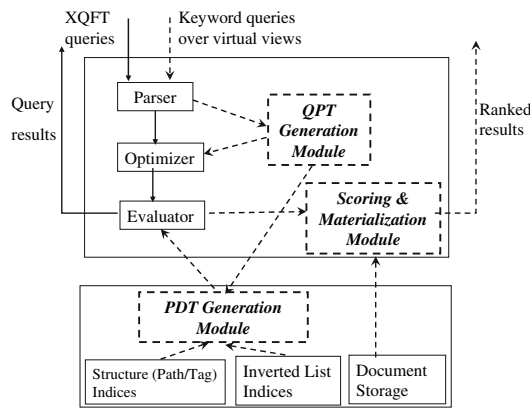 XQFT
queries
Keyword queries
over virtual views
Parser
QPT
Generation
Module
Query
results
Ranked
results
Optimizer
Evaluator
Scoring &
Materialization
Module
PDT Generation
Module
Structure (Path/Tag)
Indices
Inverted List
Indices
Document
Storage